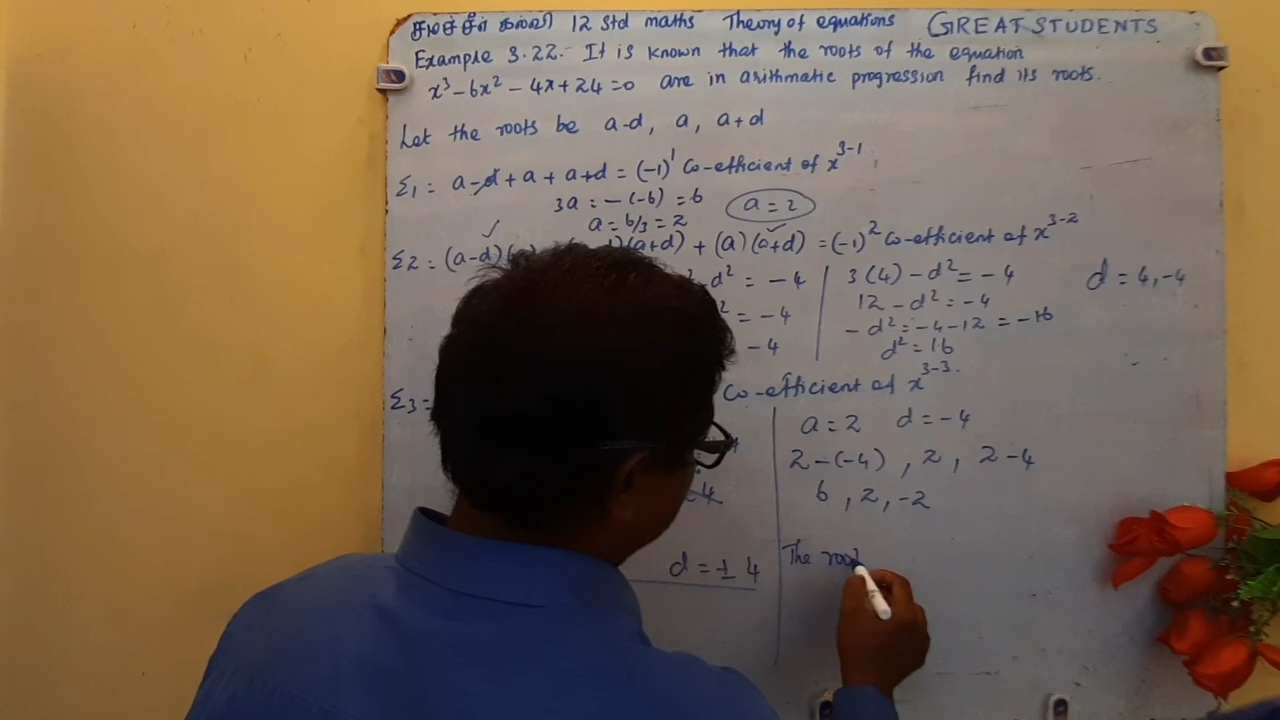 12 Std maths Theory of equations GREAT STUDENTS
Example 3.22:- It is known that the roots of the equation
x³ - 6x² - 4x + 24 = 0 are in arithmatic progression find its roots.
Let the roots be a-d, a, a+d
Σ1 = a-d + a + a+d = (-1)¹ Co-efficient of x³⁻¹
3a = -(-6) = 6
a = 6/3 = 2
a = 2
Σ2 = (a-d) (a+d) + (a)(a+d) = (-1)² Co-efficient of x³⁻²
d² = -4
= -4
-4
3(4) - d² = -4
12 - d² = -4
-d² = -4-12 = -16
d² = 16
d = 4, -4
Σ3 = Co-efficient of x³⁻³.
d = ± 4
a = 2 d = -4
2-(-4), 2, 2-4
6, 2, -2
The root